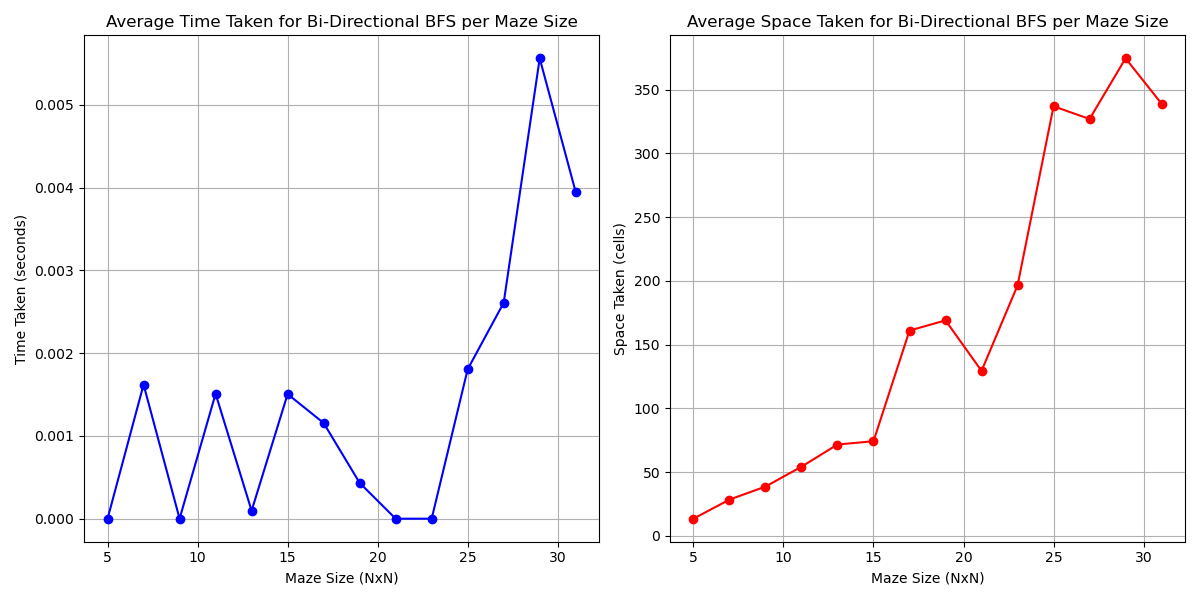 Average Time Taken for Bi-Directional BFS per Maze Size
Time Taken (seconds)
0.005
0.004
0.003
0.002
0.001
0.000
5 10 15 20 25 30
Maze Size (NxN)
Average Space Taken for Bi-Directional BFS per Maze Size
Space Taken (cells)
350
300
250
200
150
100
50
0
5 10 15 20 25 30
Maze Size (NxN)